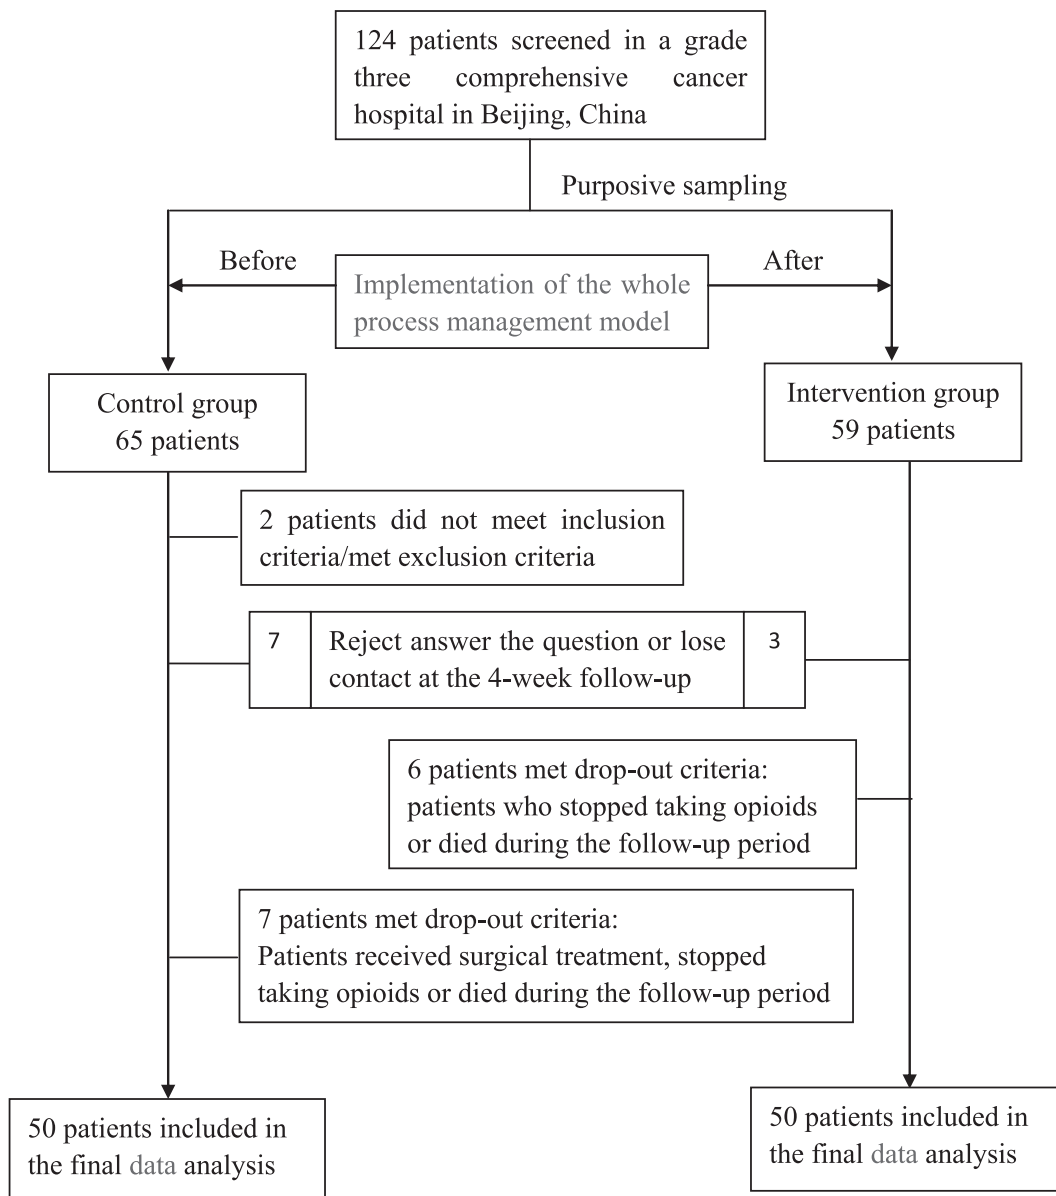 124 patients screened in a grade
three comprehensive cancer
hospital in Beijing, China
Purposive sampling
Before
Implementation of the whole
process management model
After
Control group
65 patients
Intervention group
59 patients
2 patients did not meet inclusion
criteria/met exclusion criteria
7
Reject answer the question or lose
contact at the 4-week follow-up
3
6 patients met drop-out criteria:
patients who stopped taking opioids
or died during the follow-up period
7 patients met drop-out criteria:
Patients received surgical treatment, stopped
taking opioids or died during the follow-up period
50 patients included in
the final data analysis
50 patients included in
the final data analysis